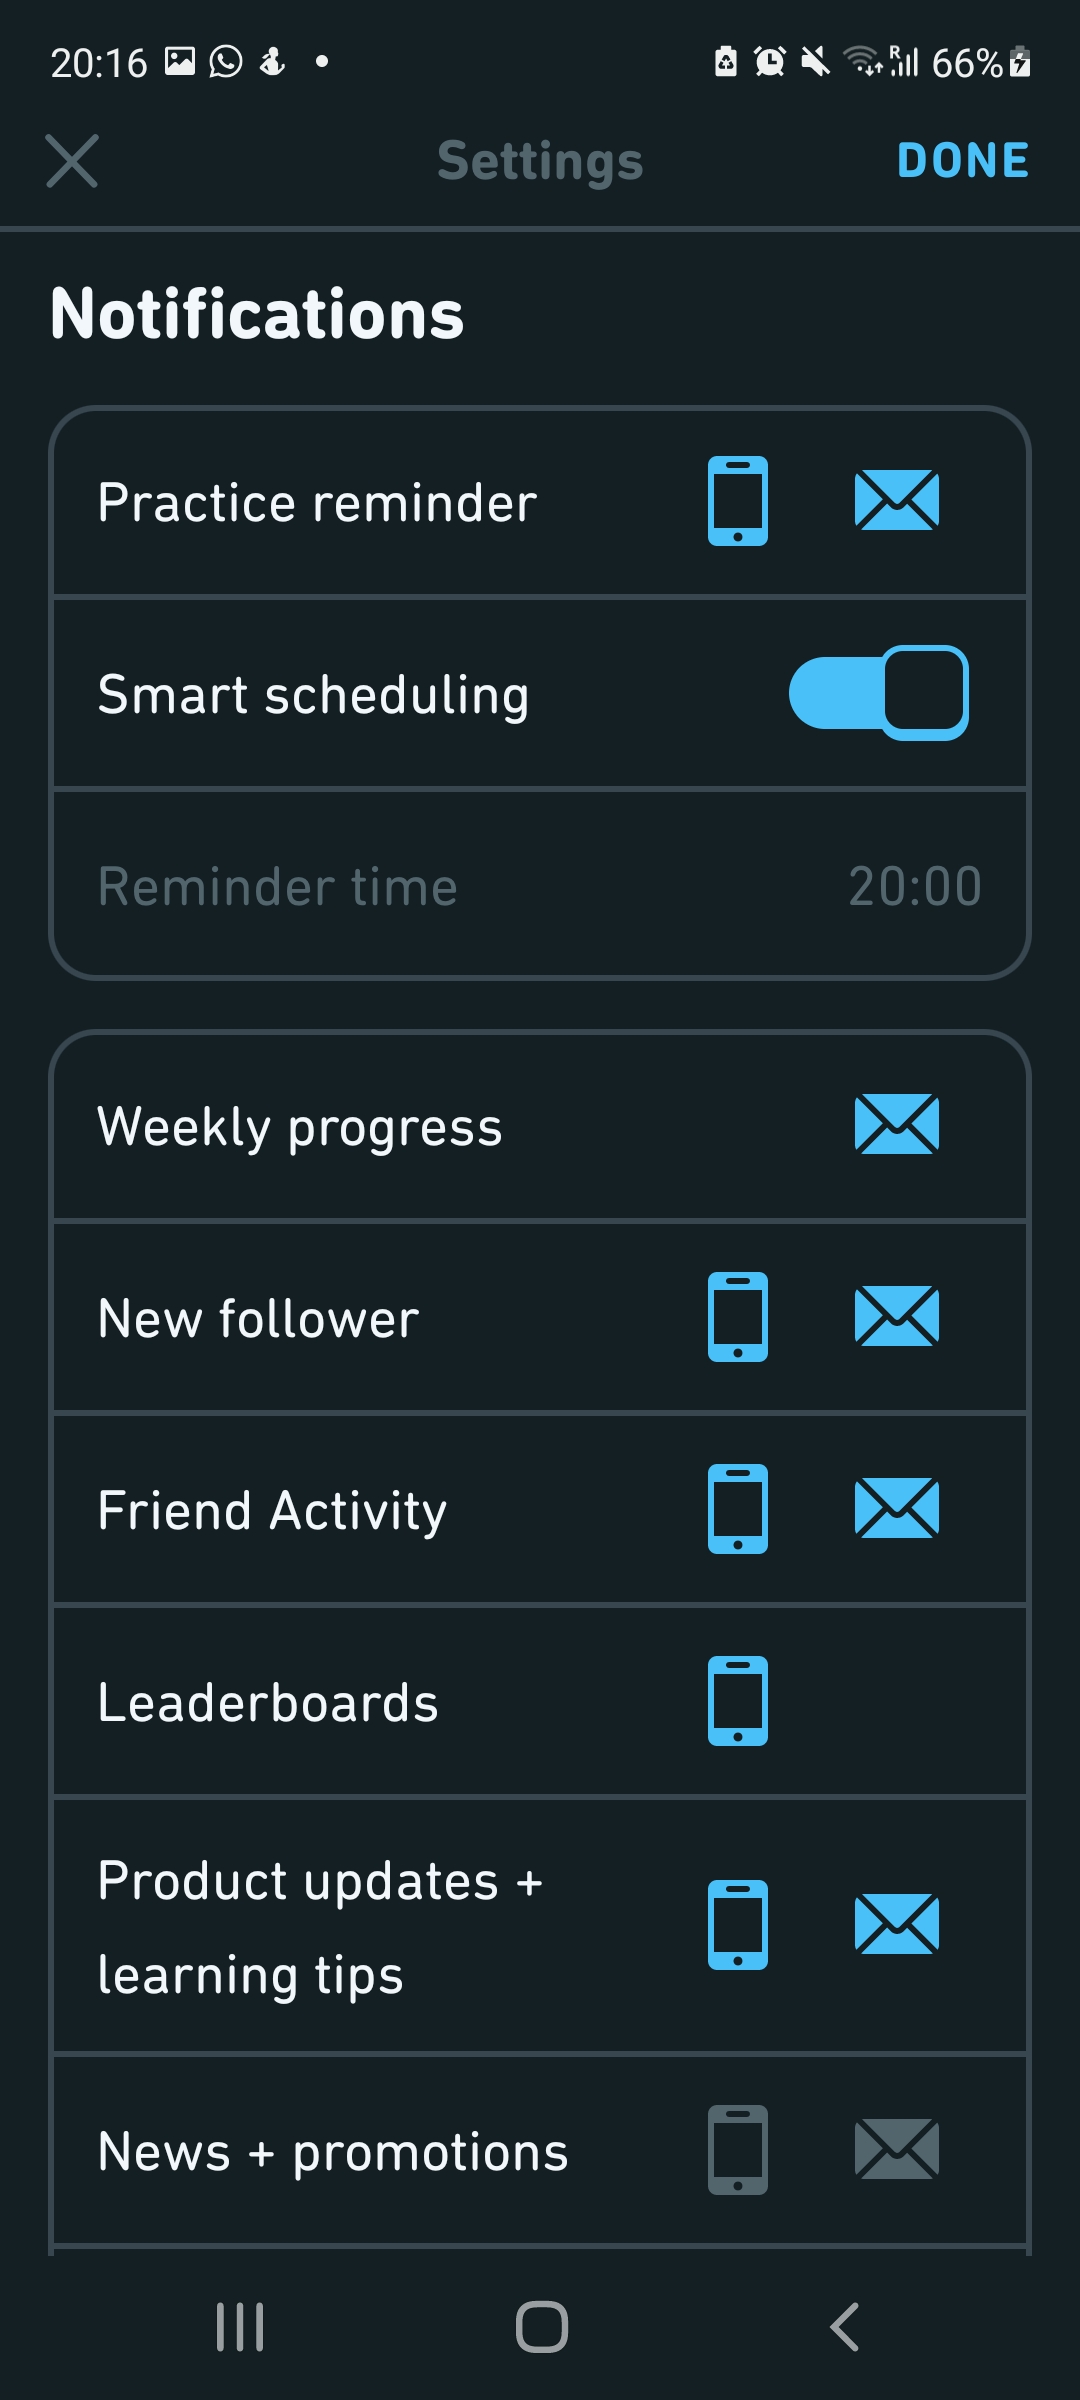 20:16
R
66%
Settings
DONE
Notifications
Practice reminder
Smart scheduling
Reminder time 20:00
Weekly progress
New follower
Friend Activity
Leaderboards
Product updates +
learning tips
News + promotions